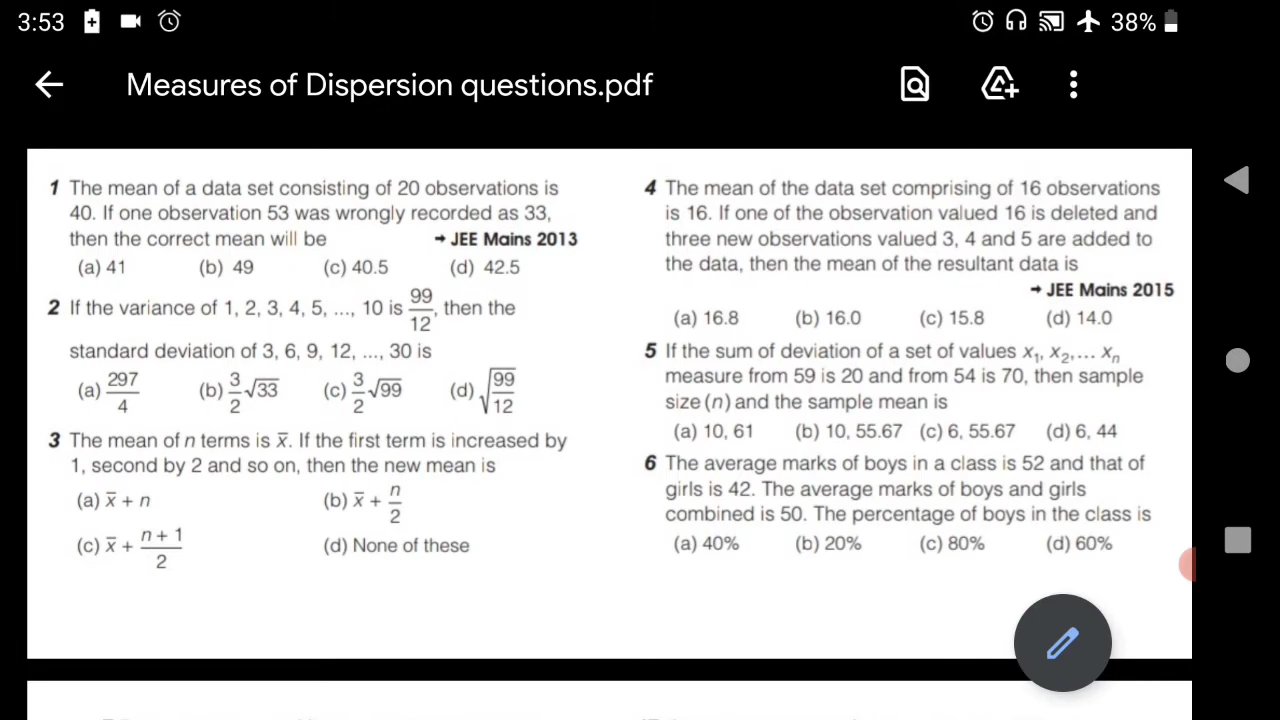 3:53
38%
Measures of Dispersion questions.pdf
1 The mean of a data set consisting of 20 observations is
40. If one observation 53 was wrongly recorded as 33,
then the correct mean will be → JEE Mains 2013
(a) 41 (b) 49 (c) 40.5 (d) 42.5
2 If the variance of 1, 2, 3, 4, 5, ..., 10 is 99/12, then the
standard deviation of 3, 6, 9, 12, ..., 30 is
(a) 297/4 (b) 3/2 √33 (c) 3/2 √99 (d) √(99/12)
3 The mean of n terms is x̄. If the first term is increased by
1, second by 2 and so on, then the new mean is
(a) x̄ + n (b) x̄ + n/2
(c) x̄ + (n + 1)/2 (d) None of these
4 The mean of the data set comprising of 16 observations
is 16. If one of the observation valued 16 is deleted and
three new observations valued 3, 4 and 5 are added to
the data, then the mean of the resultant data is
→ JEE Mains 2015
(a) 16.8 (b) 16.0 (c) 15.8 (d) 14.0
5 If the sum of deviation of a set of values x₁, x₂,... xₙ
measure from 59 is 20 and from 54 is 70, then sample
size (n) and the sample mean is
(a) 10, 61 (b) 10, 55.67 (c) 6, 55.67 (d) 6, 44
6 The average marks of boys in a class is 52 and that of
girls is 42. The average marks of boys and girls
combined is 50. The percentage of boys in the class is
(a) 40% (b) 20% (c) 80% (d) 60%